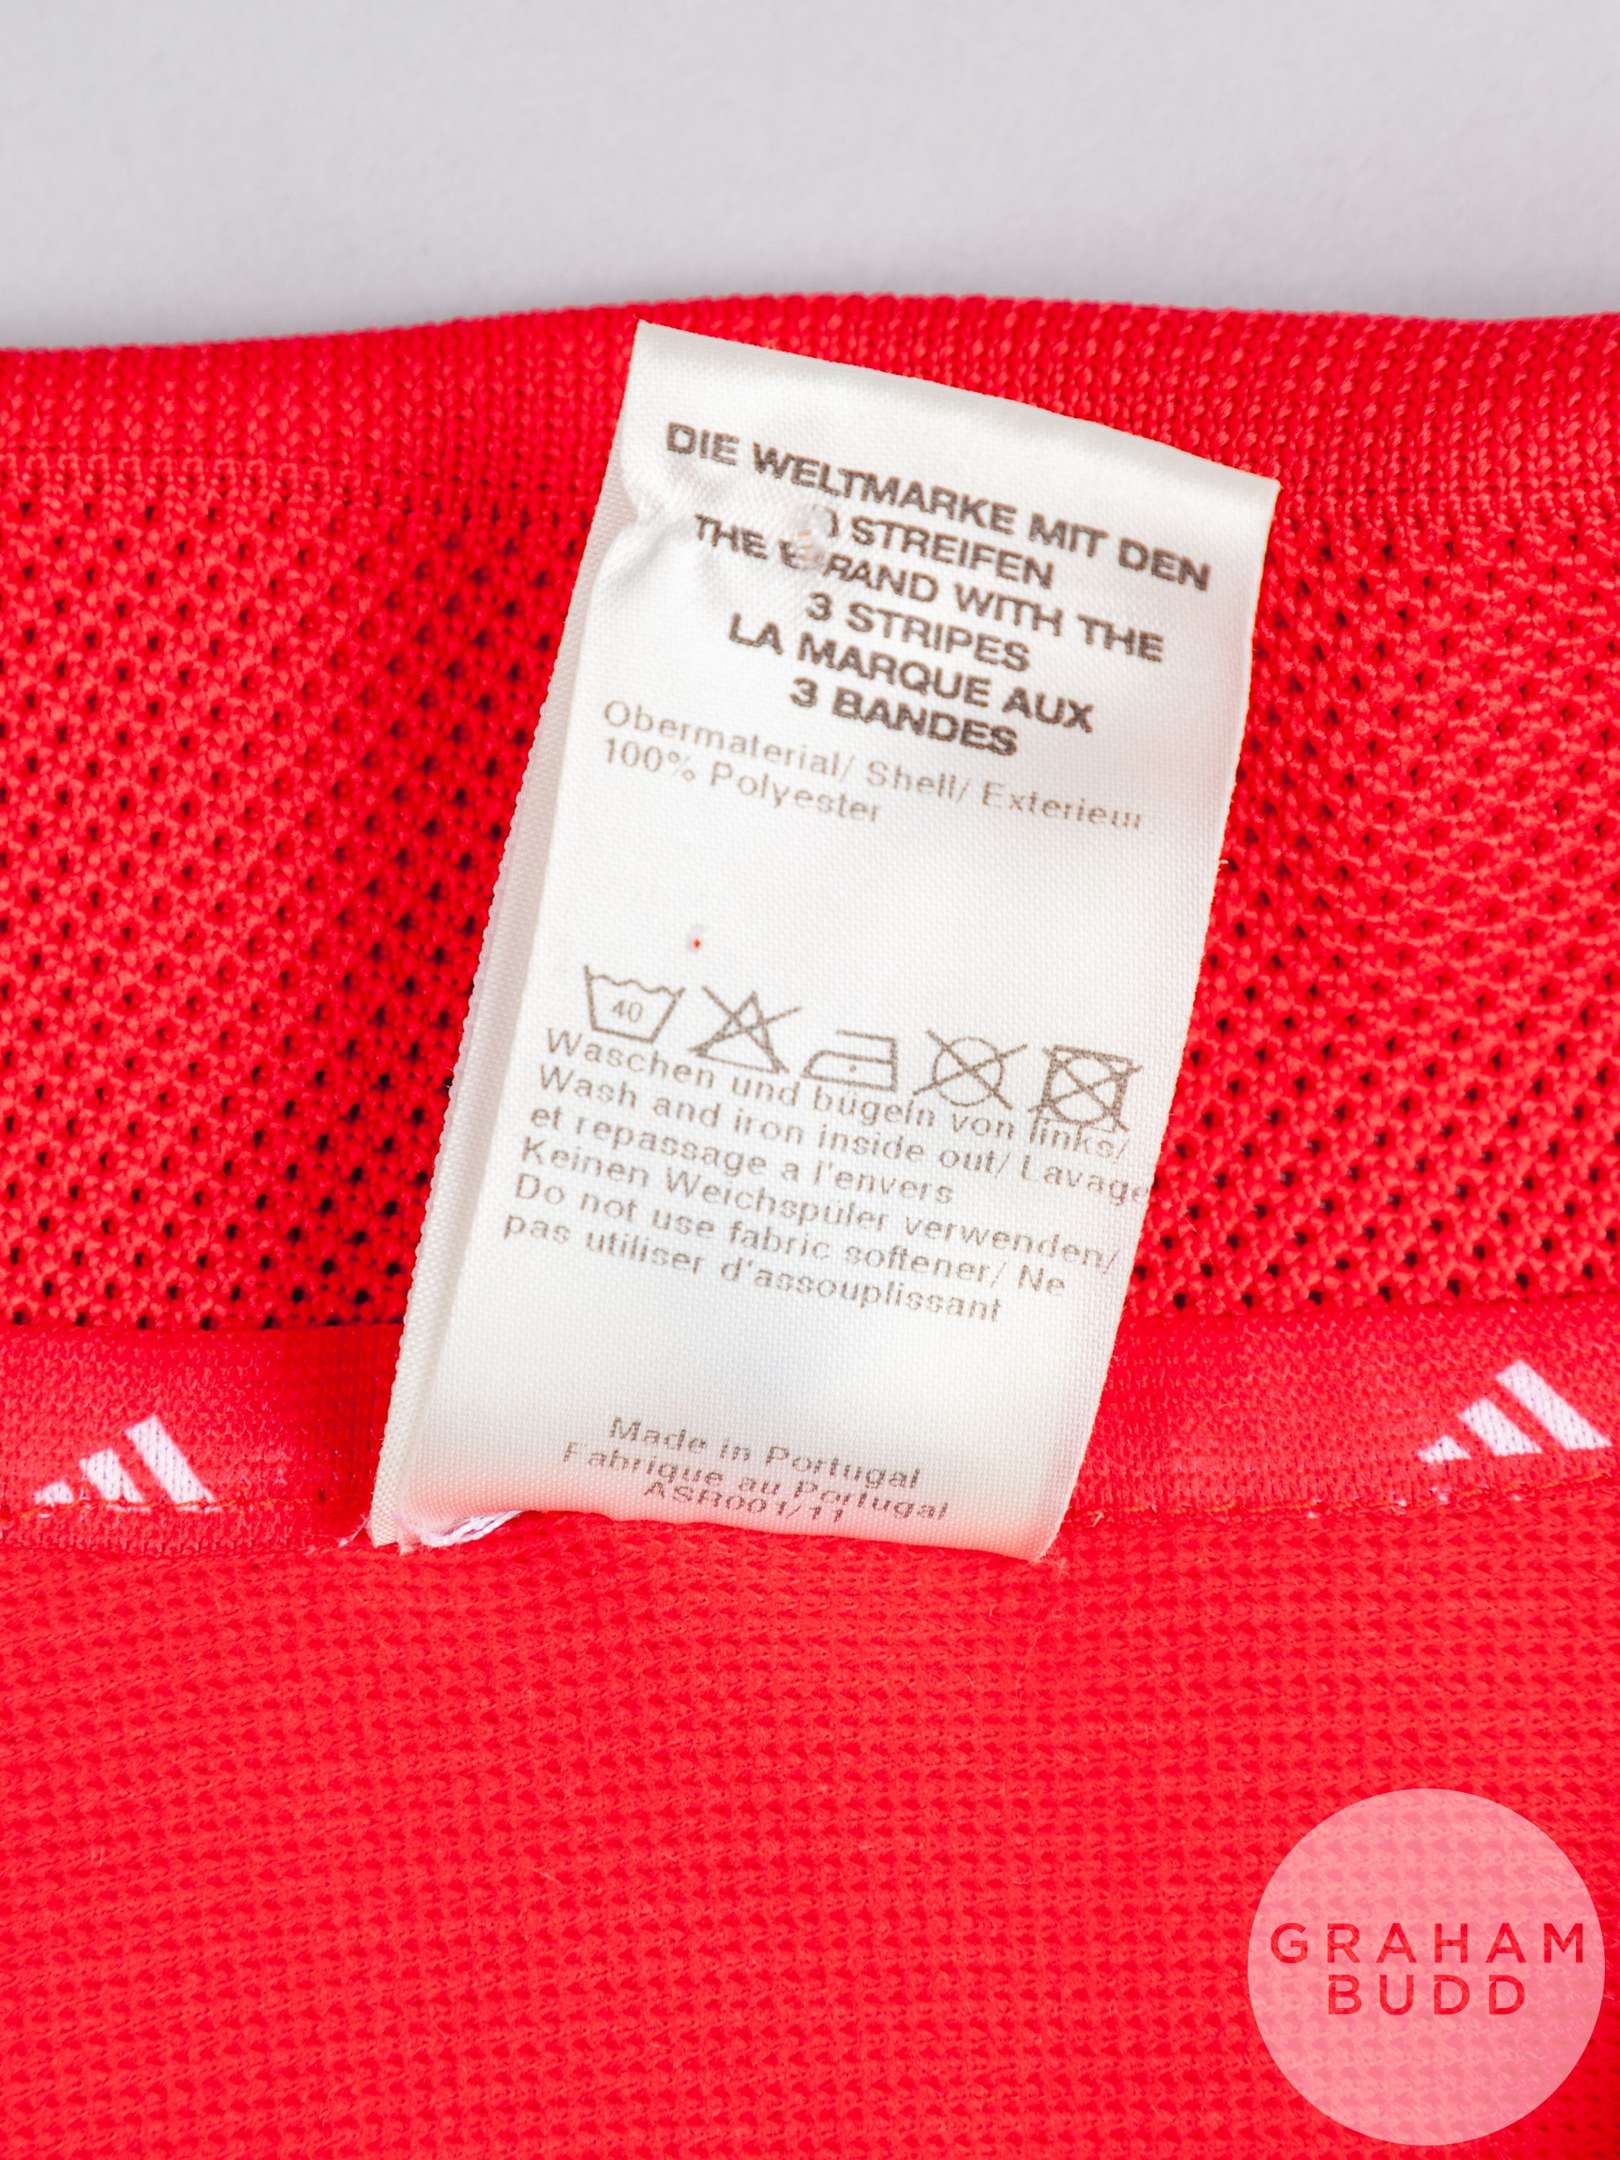 DIE WELTMARKE MIT DEN
STREIFEN
THE BRAND WITH THE
3 STRIPES
LA MARQUE AUX
3 BANDES
Obermaterial/ Shell/ Exterieur
100% Polyester
40
Waschen und bugeln von links/
Wash and iron inside out/ Lavage
et repassage a l'envers
Keinen Weichspuler verwenden/
Do not use fabric softener/ Ne
pas utiliser d'assouplissant
Made in Portugal
Fabrique au Portugal
ASR001/11
GRAHAM
BUDD